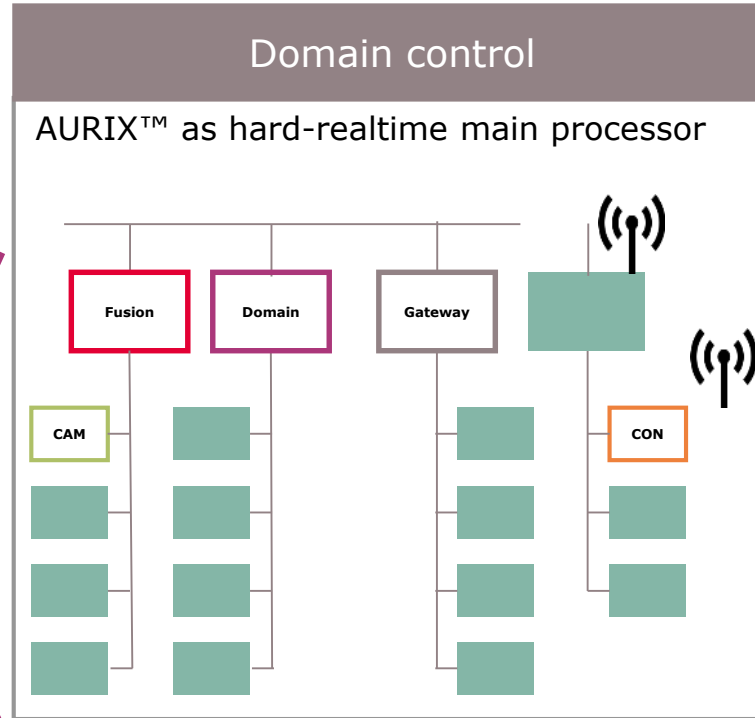 Domain control
AURIX™ as hard-realtime main processor
Fusion
Domain
Gateway
CAM
CON